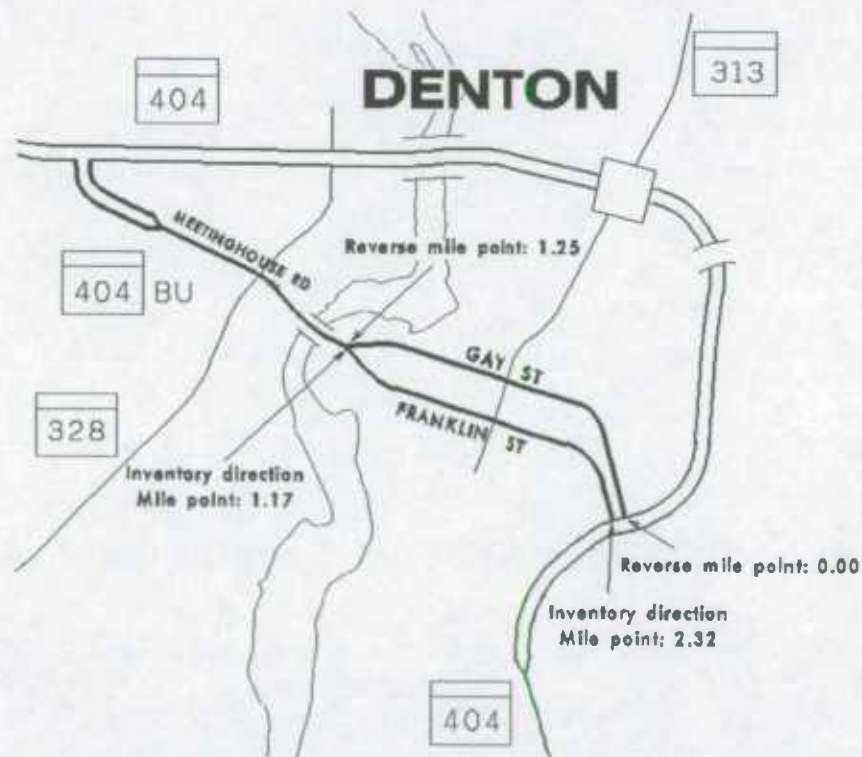 DENTON
313
404
MEETINGHOUSE RD
Reverse mile point: 1.25
404 BU
GAY ST
FRANKLIN ST
328
Inventory direction
Mile point: 1.17
Reverse mile point: 0.00
Inventory direction
Mile point: 2.32
404